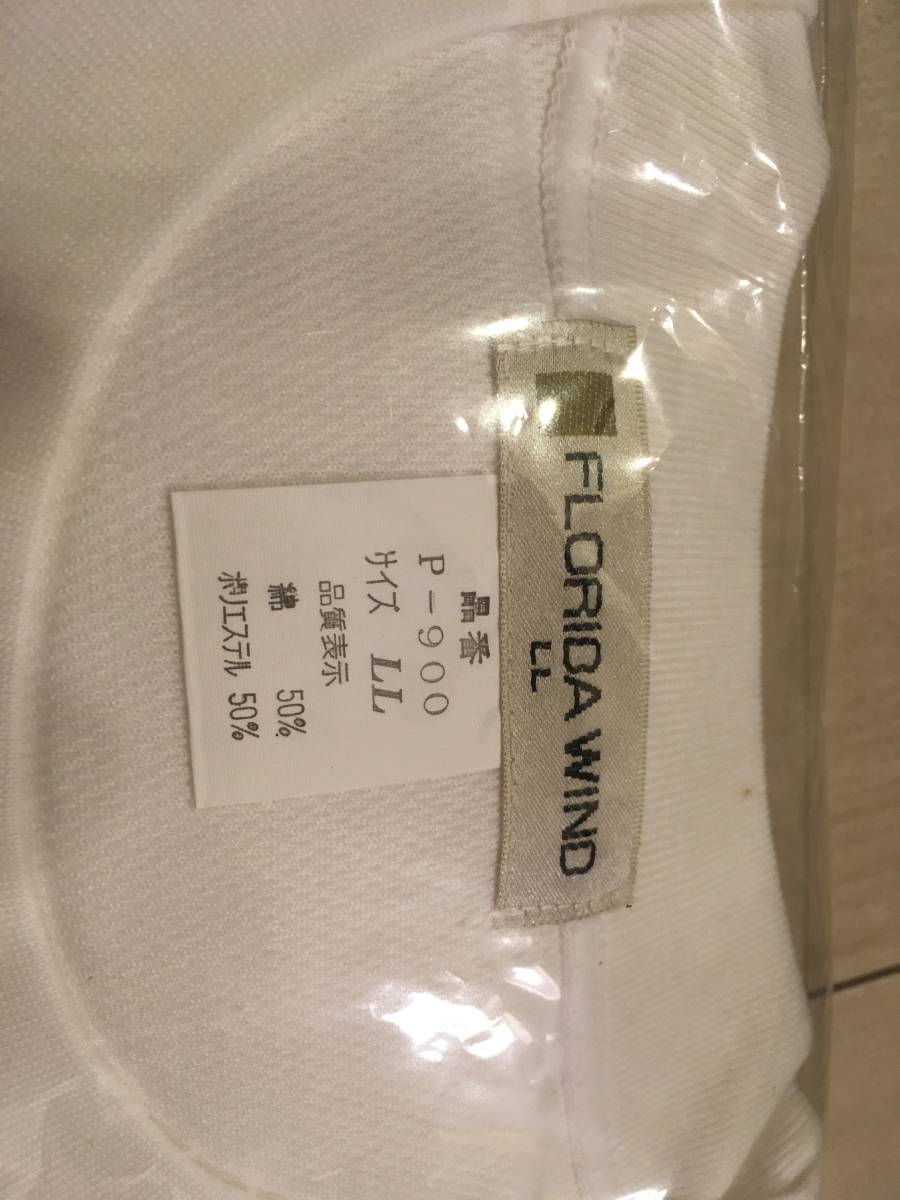 FLORIDA WIND
LL
品番
P-900
サイズ LL
品質表示
綿 50%
ポリエステル 50%